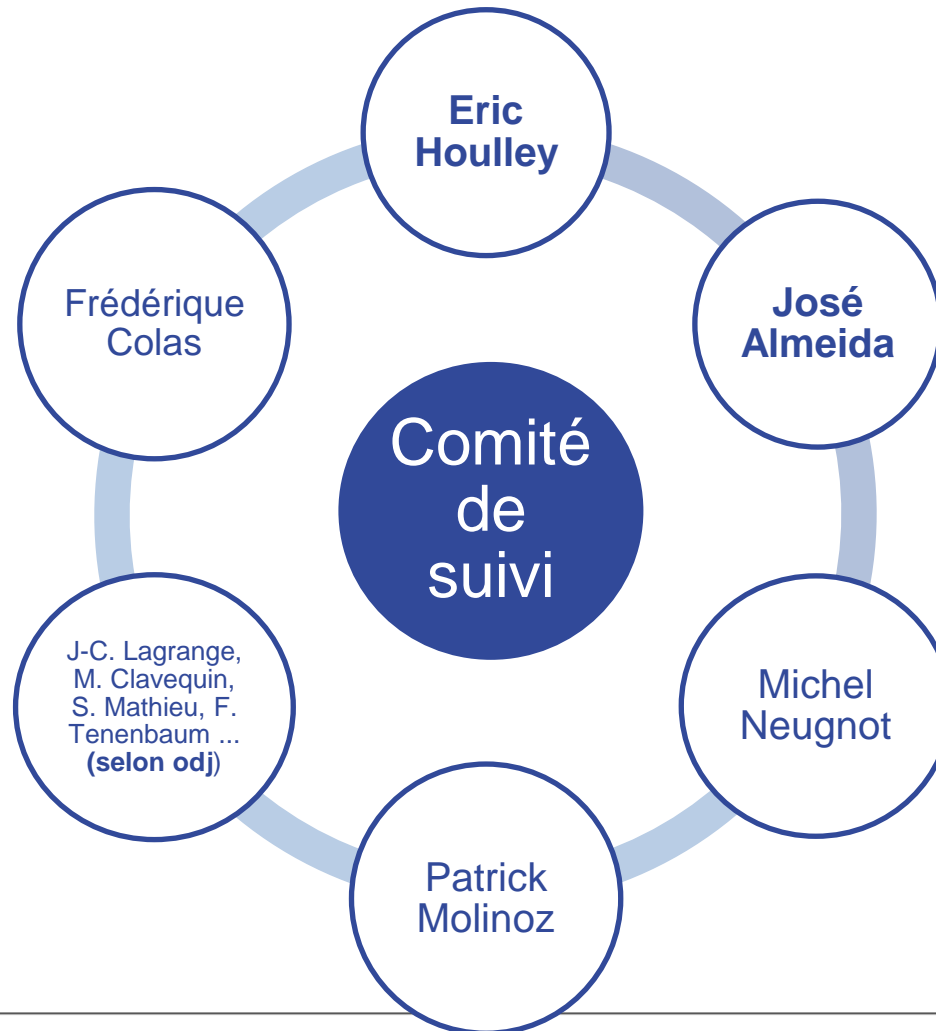 Eric
Houlley
José
Almeida
Michel
Neugnot
Patrick
Molinoz
J-C. Lagrange,
M. Clavequin,
S. Mathieu, F.
Tenenbaum ...
(selon odj)
Frédérique
Colas
Comité
de
suivi